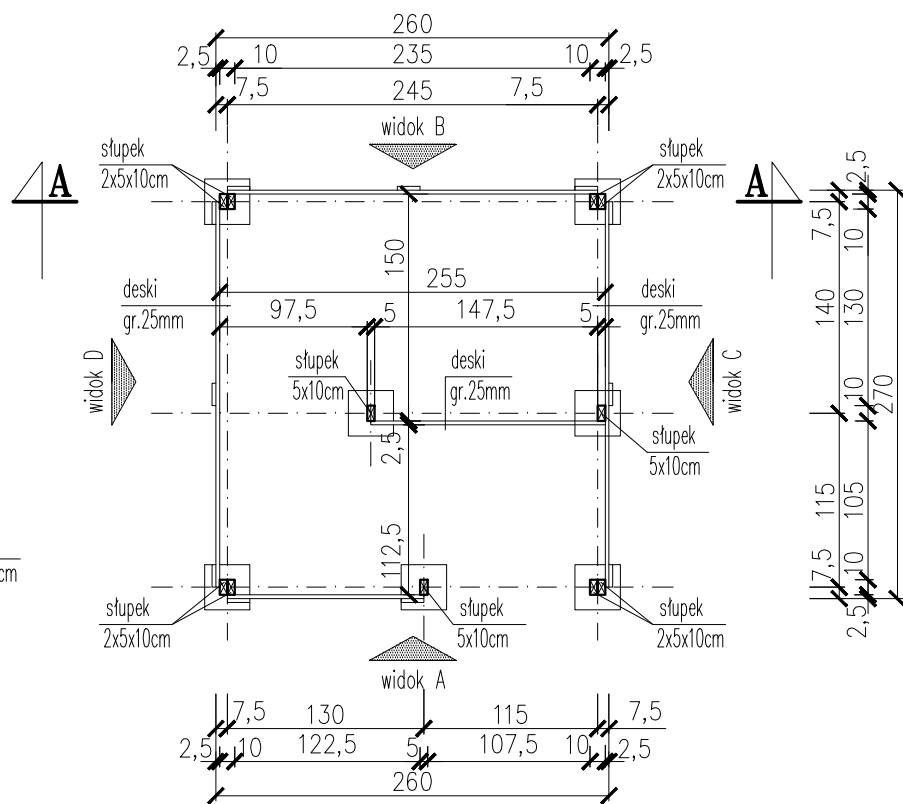 260
2,5 10 235 10 2,5
7,5 245 7,5
widok B
słupek
2x5x10cm
słupek
2x5x10cm
A
A
2,5
7,5
10
150
255
deski
gr.25mm
deski
gr.25mm
97,5 5 147,5 5
140
130
270
widok D
widok C
słupek
5x10cm
deski
gr.25mm
10
2,5
słupek
5x10cm
115
105
112,5
cm
7,5
10
2,5
słupek
2x5x10cm
słupek
5x10cm
słupek
2x5x10cm
widok A
7,5 130 115 7,5
2,5 10 122,5 5 107,5 10 2,5
260